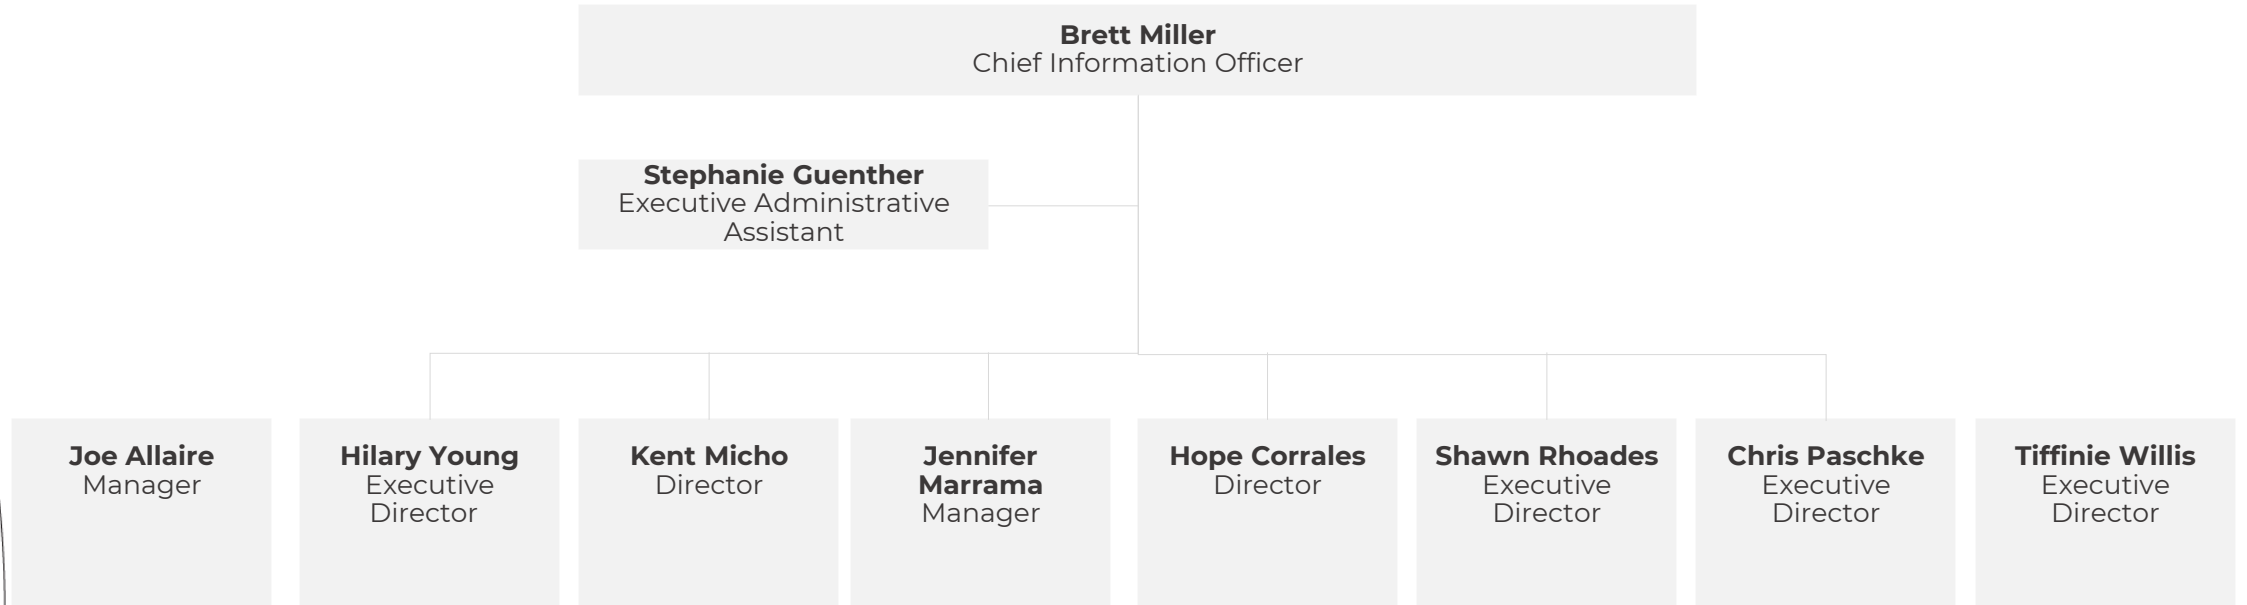 Brett Miller
Chief Information Officer
Stephanie Guenther
Executive Administrative
Assistant
Joe Allaire
Manager
Hilary Young
Executive
Director
Kent Micho
Director
Jennifer
Marrama
Manager
Hope Corrales
Director
Shawn Rhoades
Executive
Director
Chris Paschke
Executive
Director
Tiffinie Willis
Executive
Director